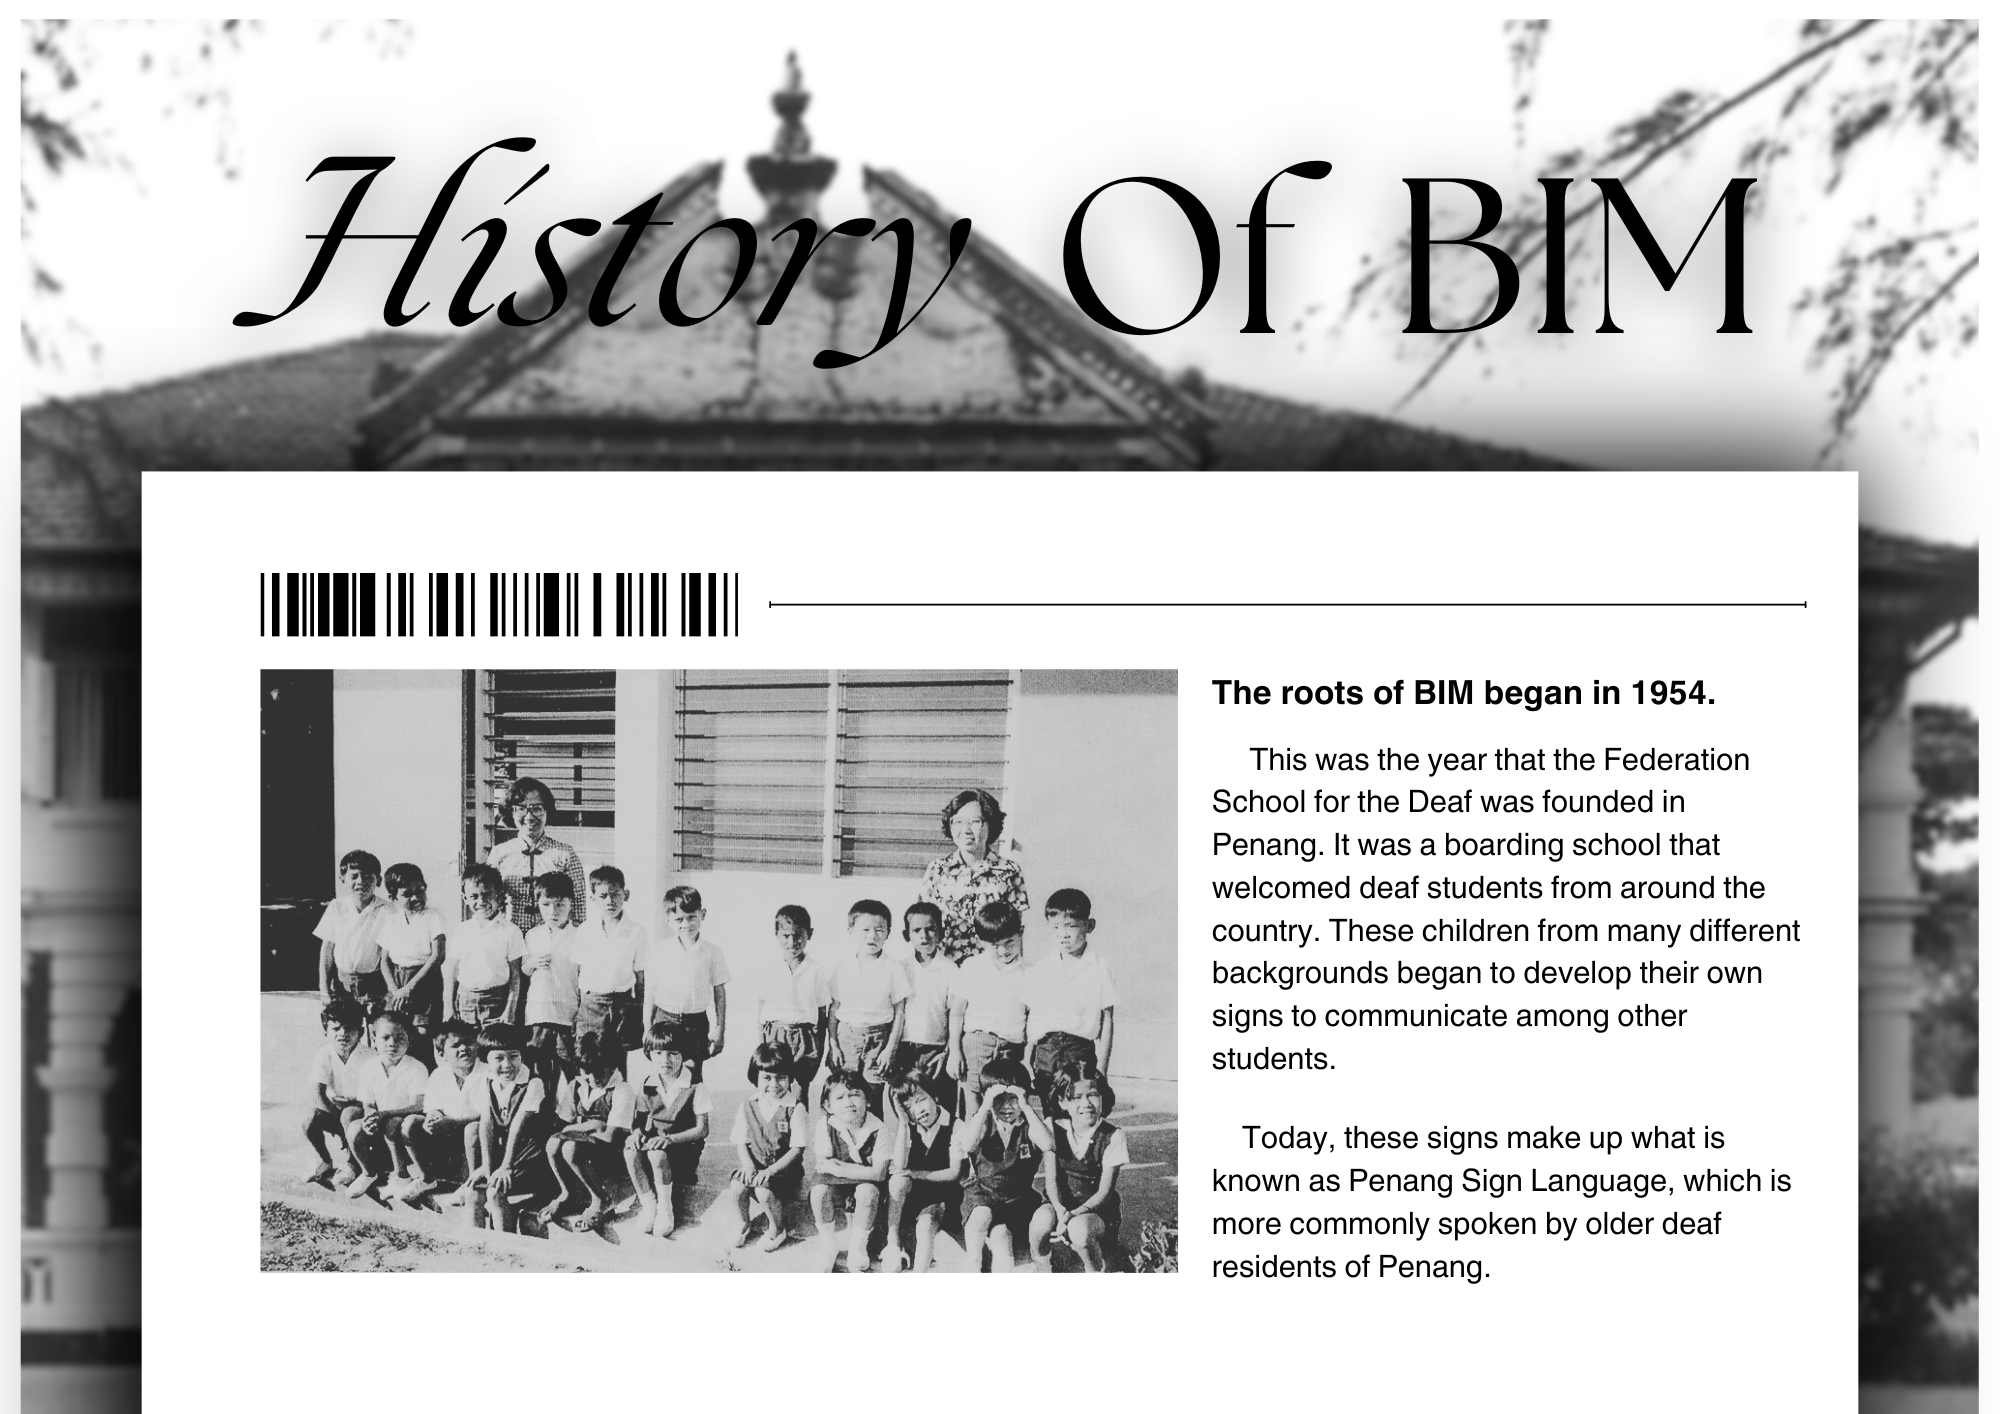 History Of BIM
The roots of BIM began in 1954.
This was the year that the Federation
School for the Deaf was founded in
Penang. It was a boarding school that
welcomed deaf students from around the
country. These children from many different
backgrounds began to develop their own
signs to communicate among other
students.
Today, these signs make up what is
known as Penang Sign Language, which is
more commonly spoken by older deaf
residents of Penang.